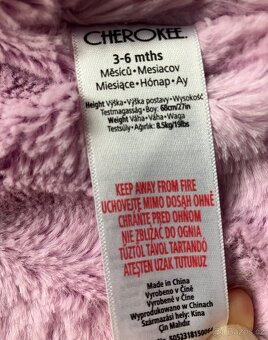 CHEROKEE
3-6 mths
Měsíců • Mesiacov
Miesiące • Hónap • Ay
Height Výška • Výška postavy • Wysokość
Testmagasság • Boy: 68cm/27in
Weight Váha • Váha • Waga
Testsúly • Ağirlik: 8.5kg/19lbs
KEEP AWAY FROM FIRE
UCHOVEJTE MIMO DOSAH OHNĚ
CHRÁNTE PRED OHŇOM
NIE ZBLIŻAĆ DO OGNIA
TŰZTŐL TÁVOL TARTANDÓ
ATEŞTEN UZAK TUTUNUZ
Made in China
Vyrobeno v Číně
Vyrobené v Číne
Wyprodukowano w Chinach
Származási hely: Kína
Çin Malıdır